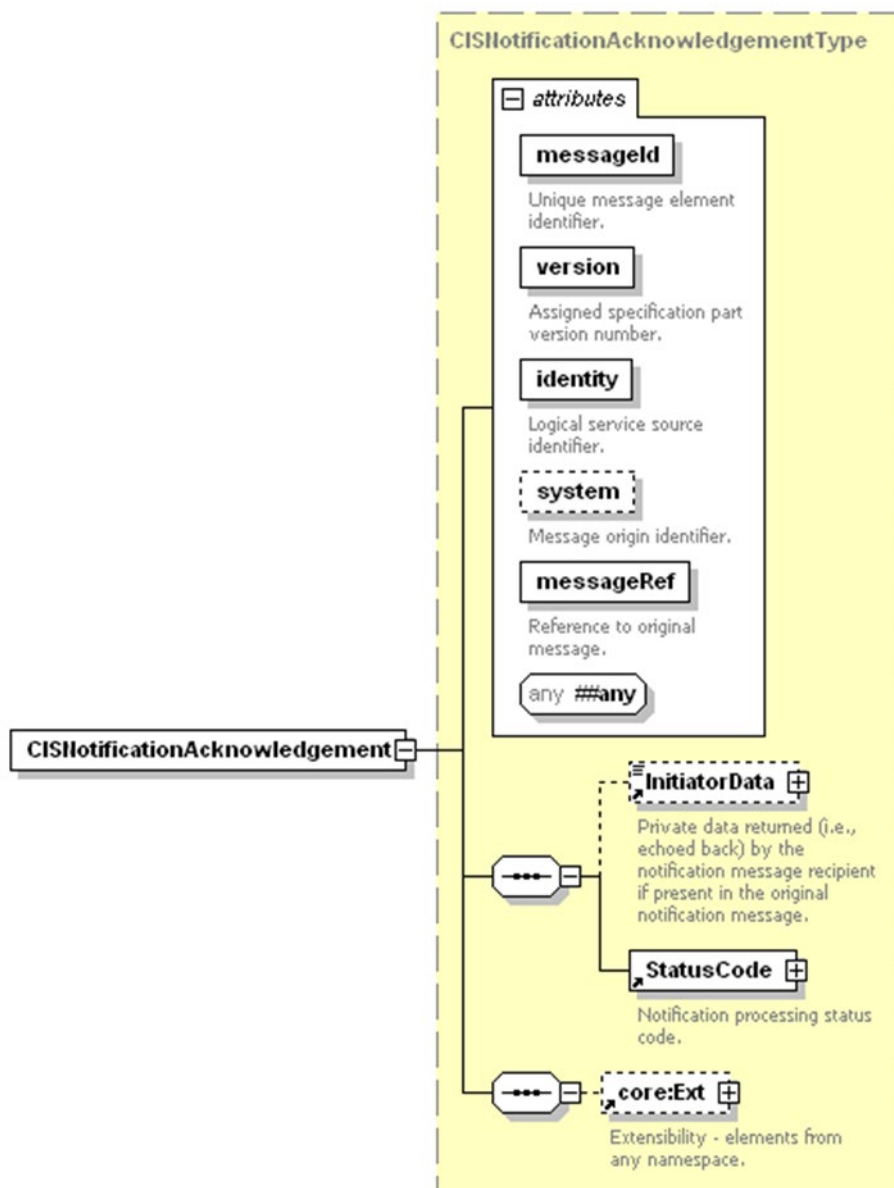 CISNotificationAcknowledgementType
attributes
messageId
Unique message element
identifier.
version
Assigned specification part
version number.
identity
Logical service source
identifier.
system
Message origin identifier.
messageRef
Reference to original
message.
any ##any
CISNotificationAcknowledgement
InitiatorData
Private data returned (i.e.,
echoed back) by the
notification message recipient
if present in the original
notification message.
StatusCode
Notification processing status
code.
core:Ext
Extensibility - elements from
any namespace.